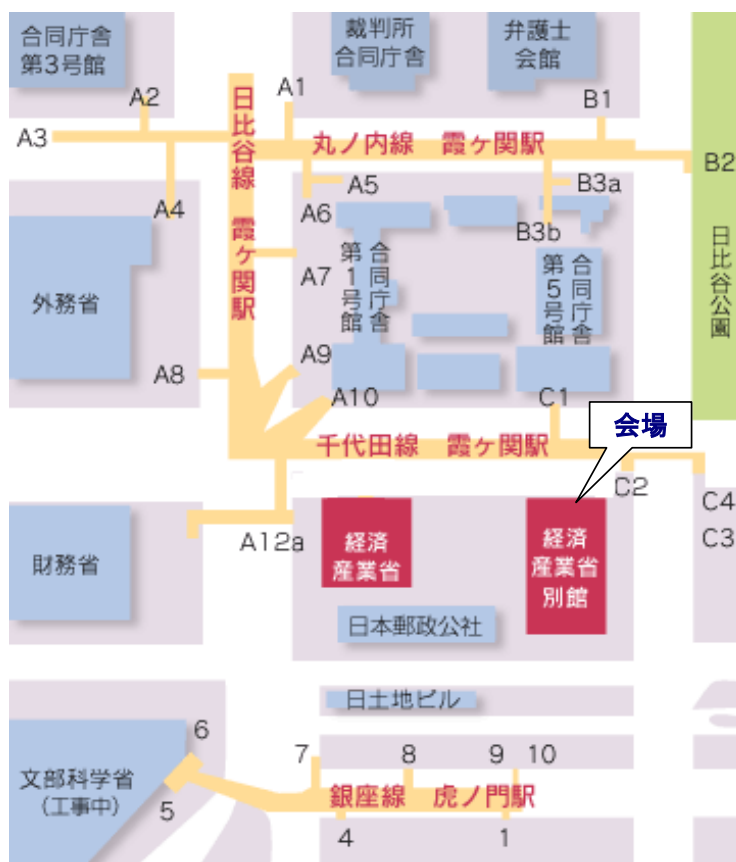 合同庁舎
第3号館
裁判所
合同庁舎
弁護士
会館
A1
A2
A3
B1
日比谷線 霞ヶ関駅
丸ノ内線 霞ヶ関駅
B2
A4
A5
A6
B3a
B3b
日比谷公園
外務省
A7
合同庁舎
第1号館
合同庁舎
第5号館
A8
A9
A10
C1
会場
千代田線 霞ヶ関駅
C2
C4
C3
A12a
財務省
経済
産業省
経済
産業省
別館
日本郵政公社
日土地ビル
6
7
8
9
10
文部科学省
(工事中)
5
銀座線 虎ノ門駅
4
1